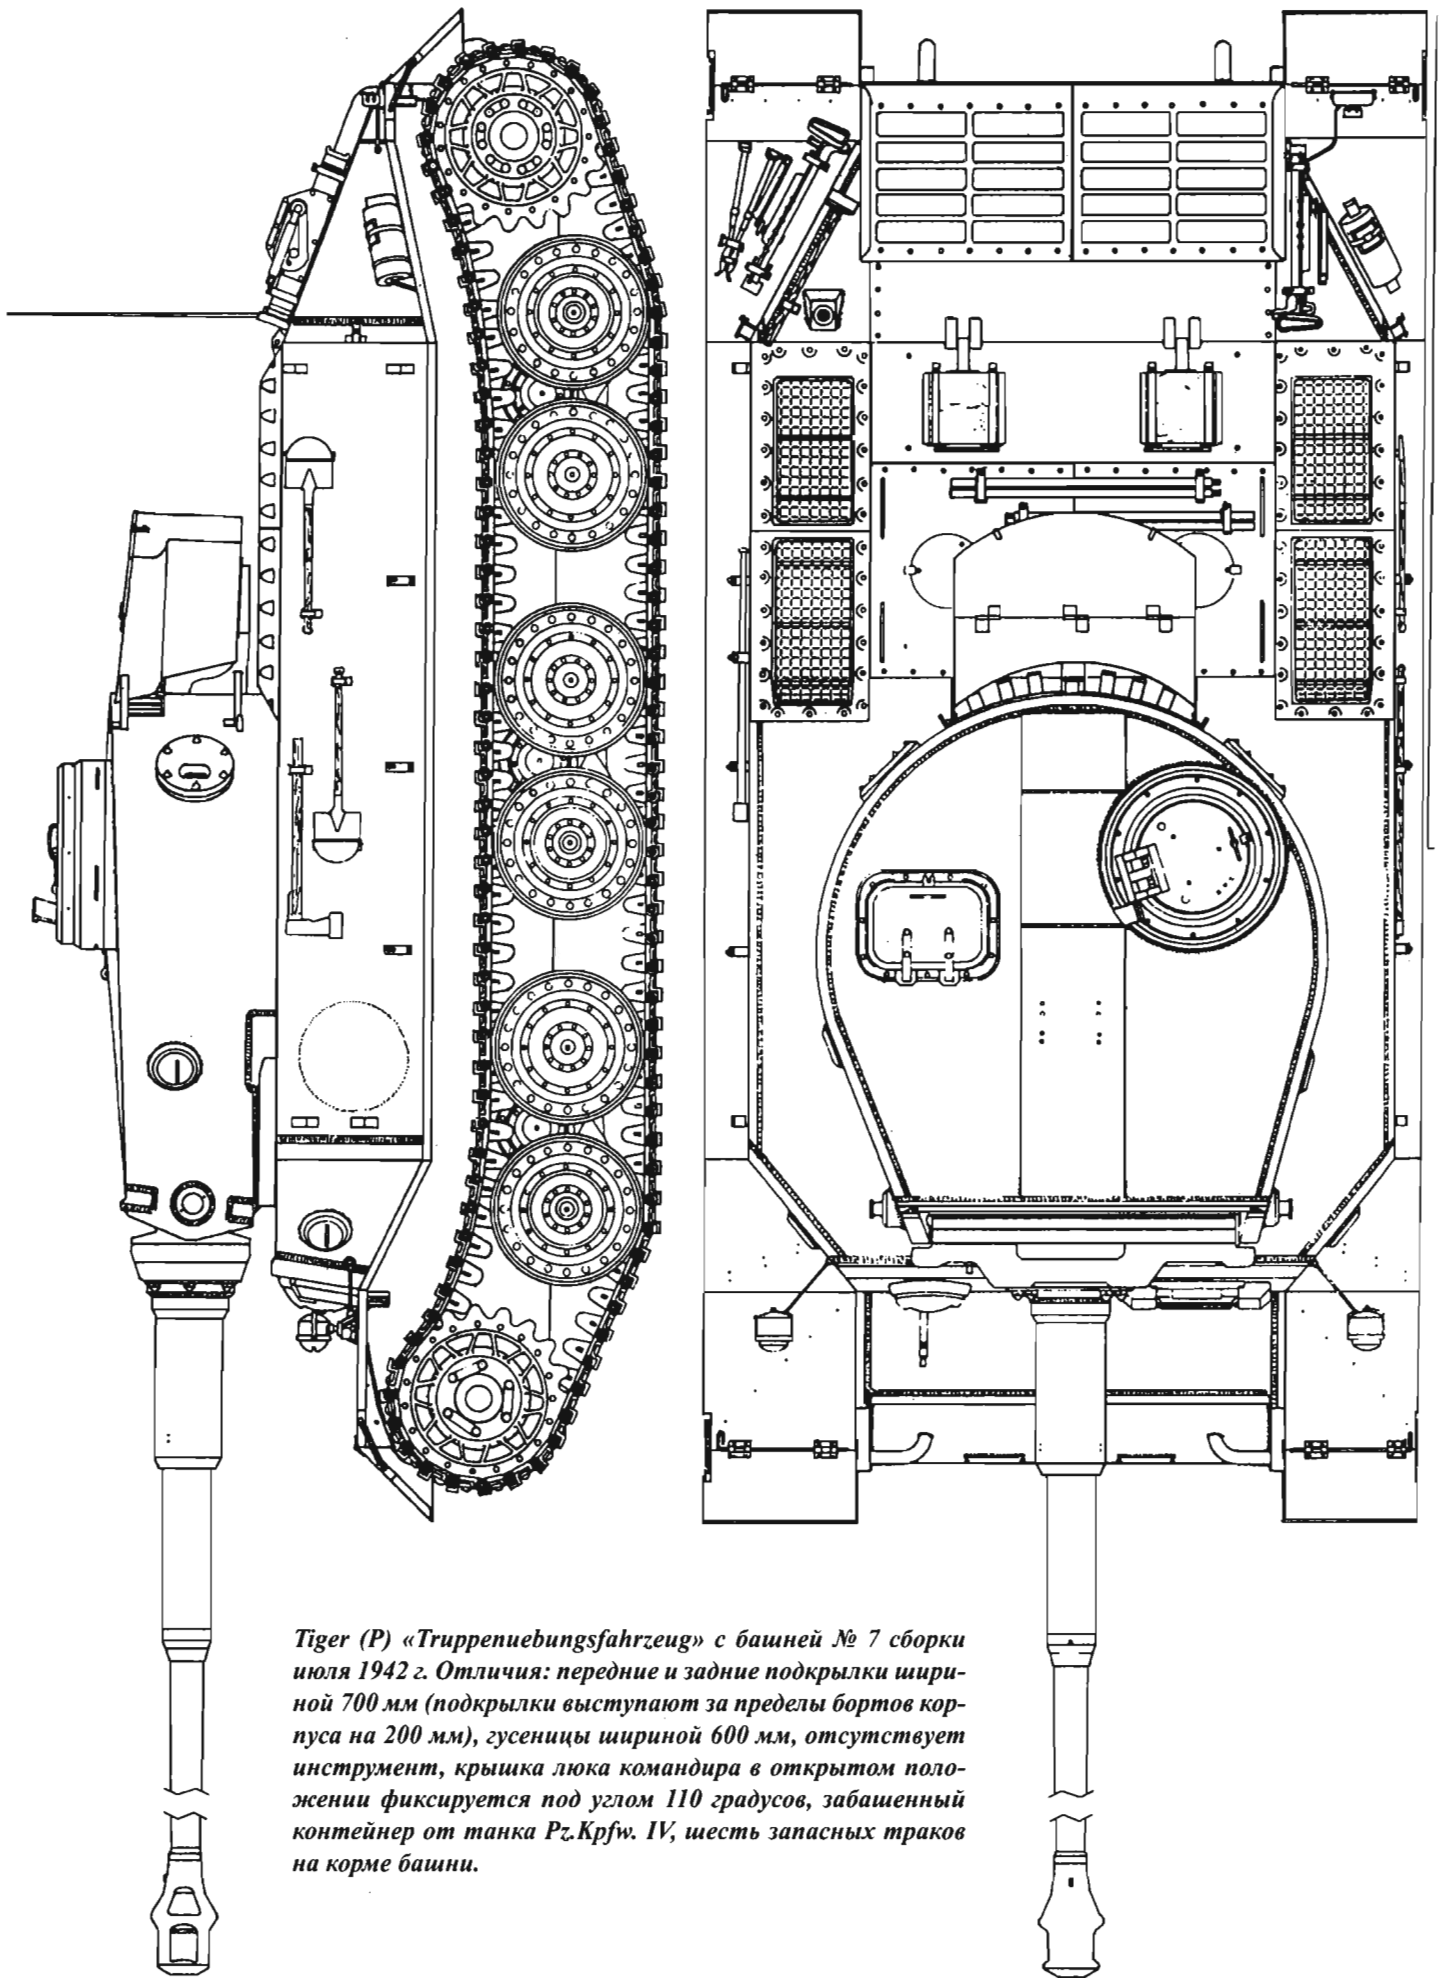 Tiger (P) «Truppenuebungsfahrzeug» с башней № 7 сборки
июля 1942 г. Отличия: передние и задние подкрылки шири-
ной 700 мм (подкрылки выступают за пределы бортов кор-
пуса на 200 мм), гусеницы шириной 600 мм, отсутствует
инструмент, крышка люка командира в открытом поло-
жении фиксируется под углом 110 градусов, забашенный
контейнер от танка Pz.Kpfw. IV, шесть запасных траков
на корме башни.